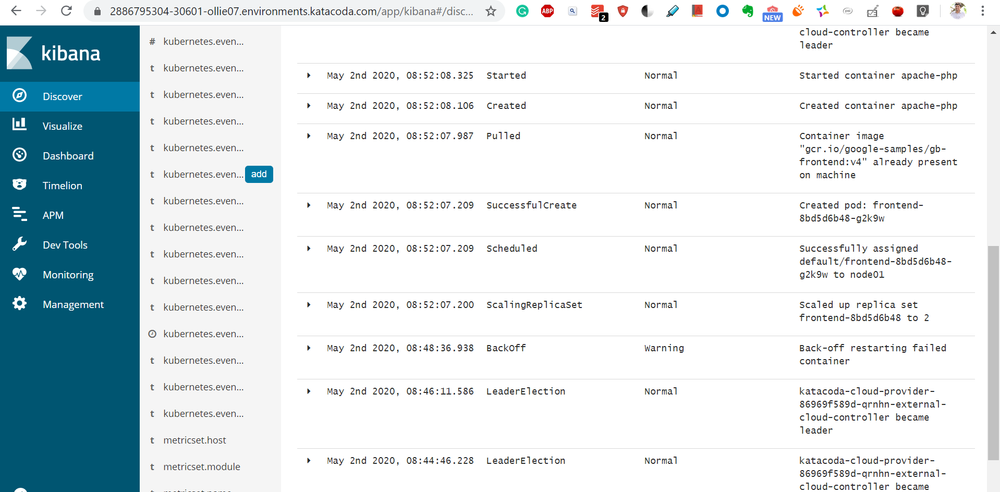 2886795304-30601-ollie07.environments.katacoda.com/app/kibana#/disc...
ABP
2
NEW
psi
kibana
Discover
Visualize
Dashboard
Timelion
APM
Dev Tools
Monitoring
Management
# kubernetes.even...
t kubernetes.even...
t kubernetes.even...
t kubernetes.even...
t kubernetes.even...
t kubernetes.even... add
t kubernetes.even...
t kubernetes.even...
t kubernetes.even...
t kubernetes.even...
t kubernetes.even...
kubernetes.even...
t kubernetes.even...
t kubernetes.even...
t kubernetes.even...
t metricset.host
t metricset.module
cloud-controller became
leader
May 2nd 2020, 08:52:08.325 Started Normal Started container apache-php
May 2nd 2020, 08:52:08.106 Created Normal Created container apache-php
May 2nd 2020, 08:52:07.987 Pulled Normal Container image
"gcr.io/google-samples/gb-
frontend:v4" already present
on machine
May 2nd 2020, 08:52:07.209 SuccessfulCreate Normal Created pod: frontend-
8bd5d6b48-g2k9w
May 2nd 2020, 08:52:07.209 Scheduled Normal Successfully assigned
default/frontend-8bd5d6b48-
g2k9w to node01
May 2nd 2020, 08:52:07.200 ScalingReplicaSet Normal Scaled up replica set
frontend-8bd5d6b48 to 2
May 2nd 2020, 08:48:36.938 BackOff Warning Back-off restarting failed
container
May 2nd 2020, 08:46:11.586 LeaderElection Normal katacoda-cloud-provider-
86969f589d-qrnhn-external-
cloud-controller became
leader
May 2nd 2020, 08:44:46.228 LeaderElection Normal katacoda-cloud-provider-
86969f589d-qrnhn-external-
cloud-controller became